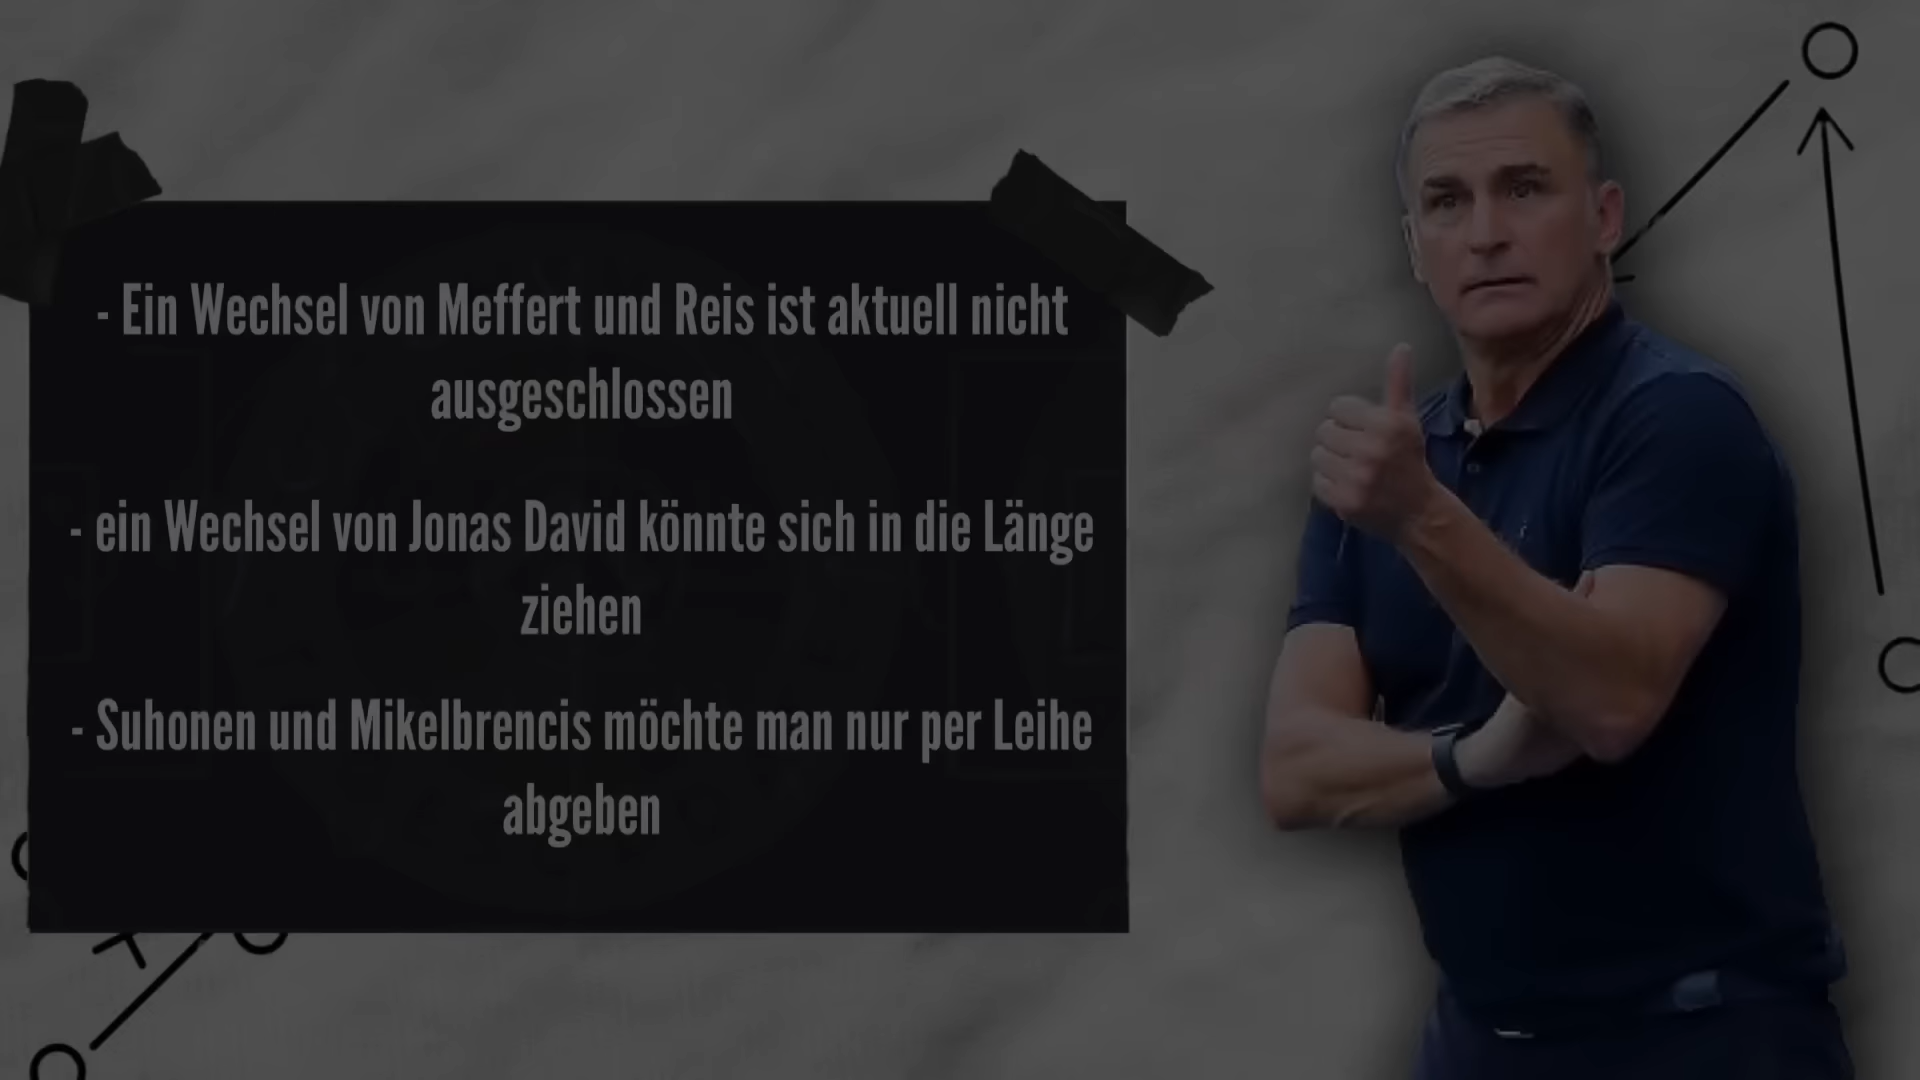 - Ein Wechsel von Meffert und Reis ist aktuell nicht
ausgeschlossen
- ein Wechsel von Jonas David könnte sich in die Länge
ziehen
- Suhonen und Mikelbrencis möchte man nur per Leihe
abgeben